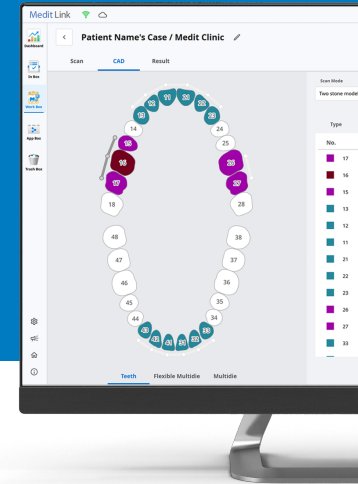 Medit Link
Dashboard
In Box
Work Box
App Box
Trash Box
Patient Name's Case / Medit Clinic
Scan
CAD
Result
11
21
12
22
13
23
14
24
15
25
16
26
17
27
18
28
48
38
47
37
46
36
45
35
44
34
43
33
42
32
41
31
Teeth
Flexible Multidie
Multidie
Scan Mode
Two stone model
Type
No.
17
16
15
13
12
11
21
22
23
26
27
33